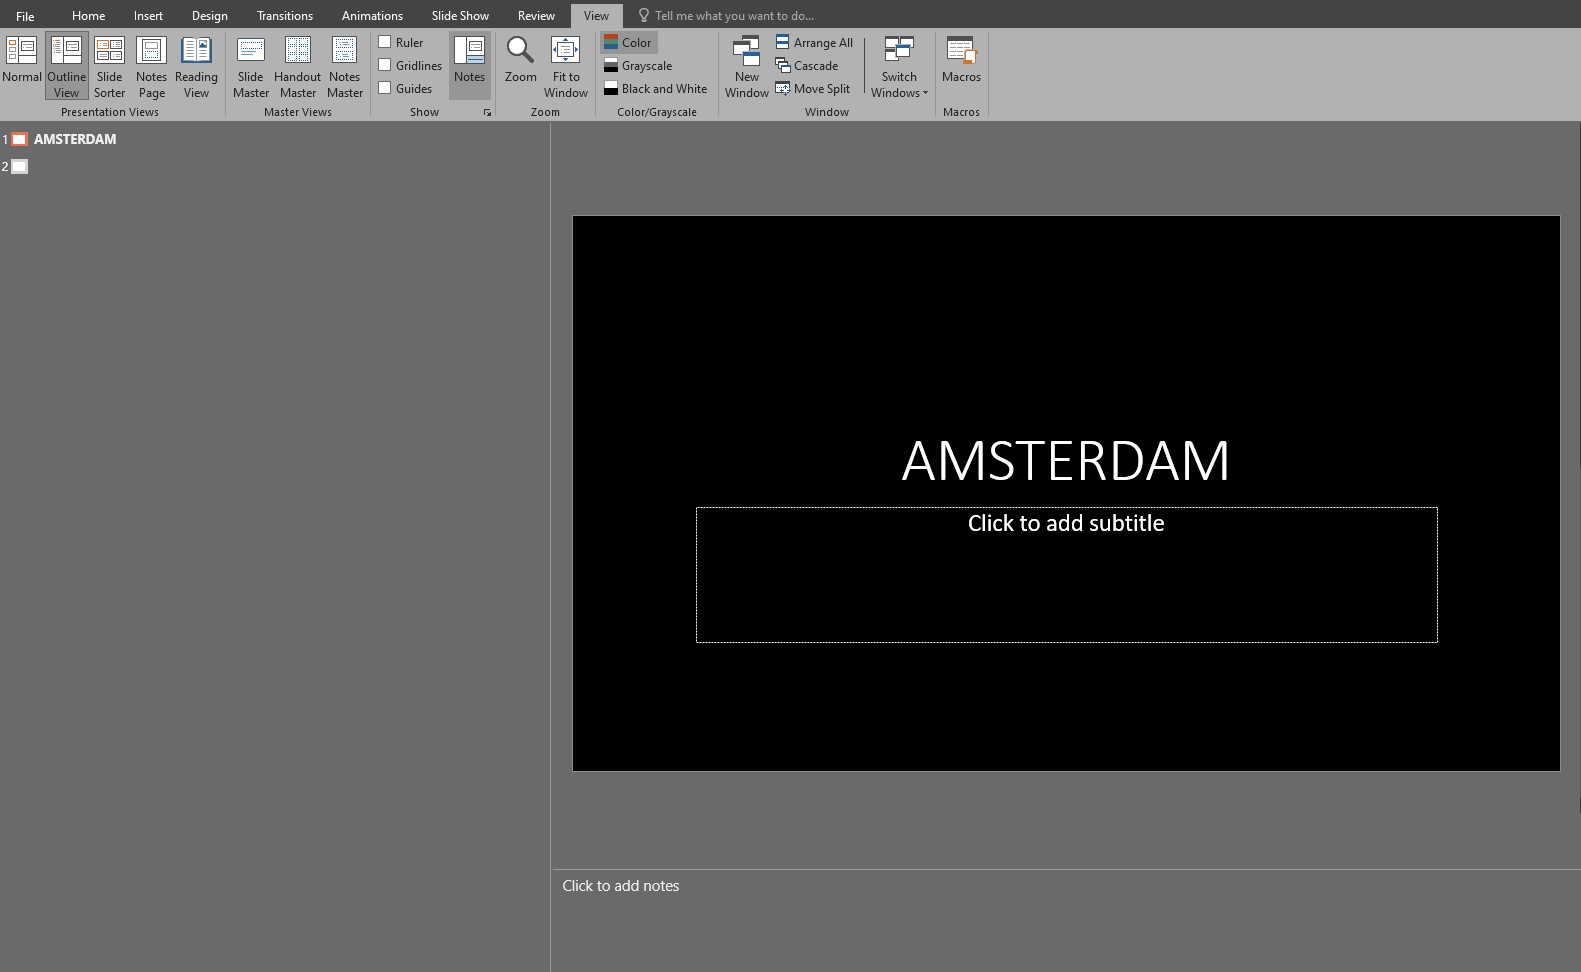 File Home Insert Design Transitions Animations Slide Show Review View Tell me what you want to do...
Normal
Outline View
Slide Sorter
Notes Page
Reading View
Presentation Views
Slide Master
Handout Master
Notes Master
Master Views
Ruler
Gridlines
Guides
Show
Notes
Zoom
Fit to Window
Zoom
Color
Grayscale
Black and White
Color/Grayscale
New Window
Arrange All
Cascade
Move Split
Switch Windows
Window
Macros
Macros
1 AMSTERDAM
2
AMSTERDAM
Click to add subtitle
Click to add notes